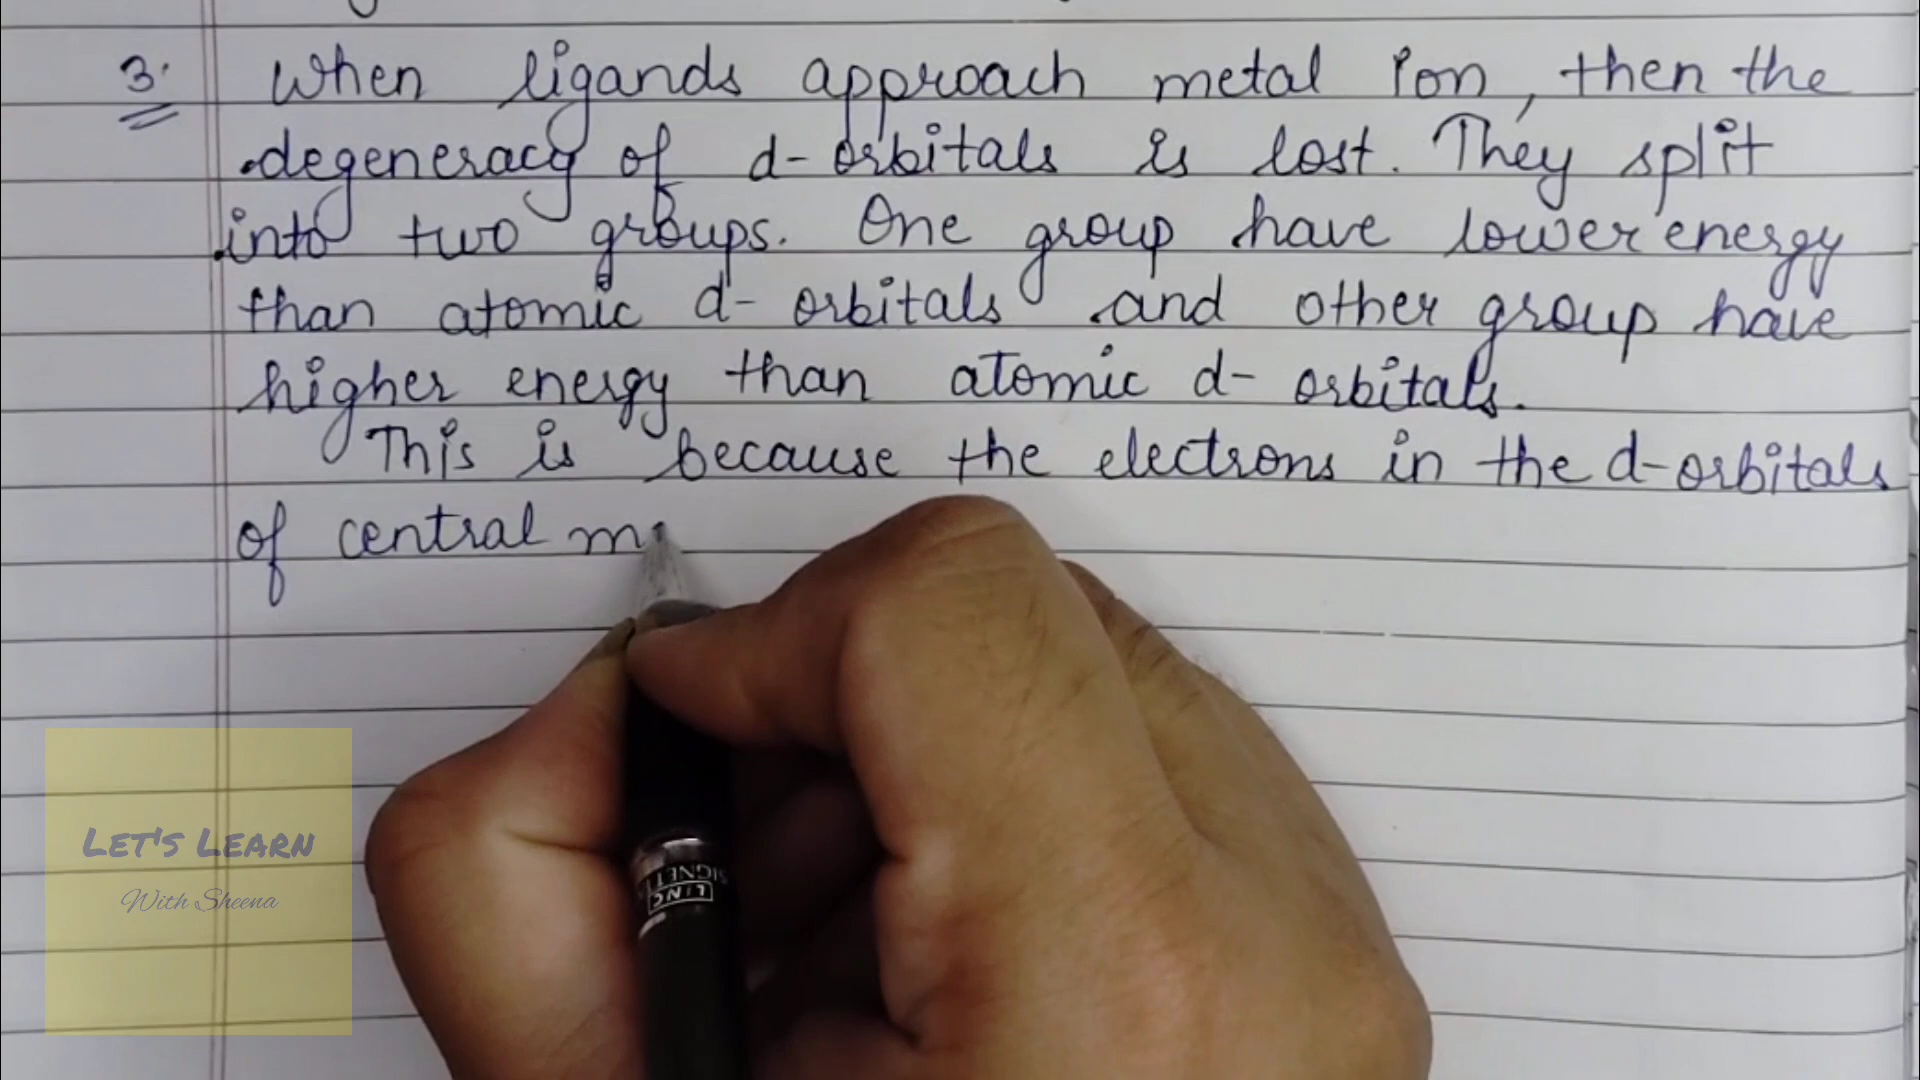 3. When ligands approach metal ion, then the
degeneracy of d-orbitals is lost. They split
into two groups. One group have lower energy
than atomic d-orbitals and other group have
higher energy than atomic d-orbitals.
This is because the electrons in the d-orbitals
of central
LET'S LEARN
With Sheena
LINC